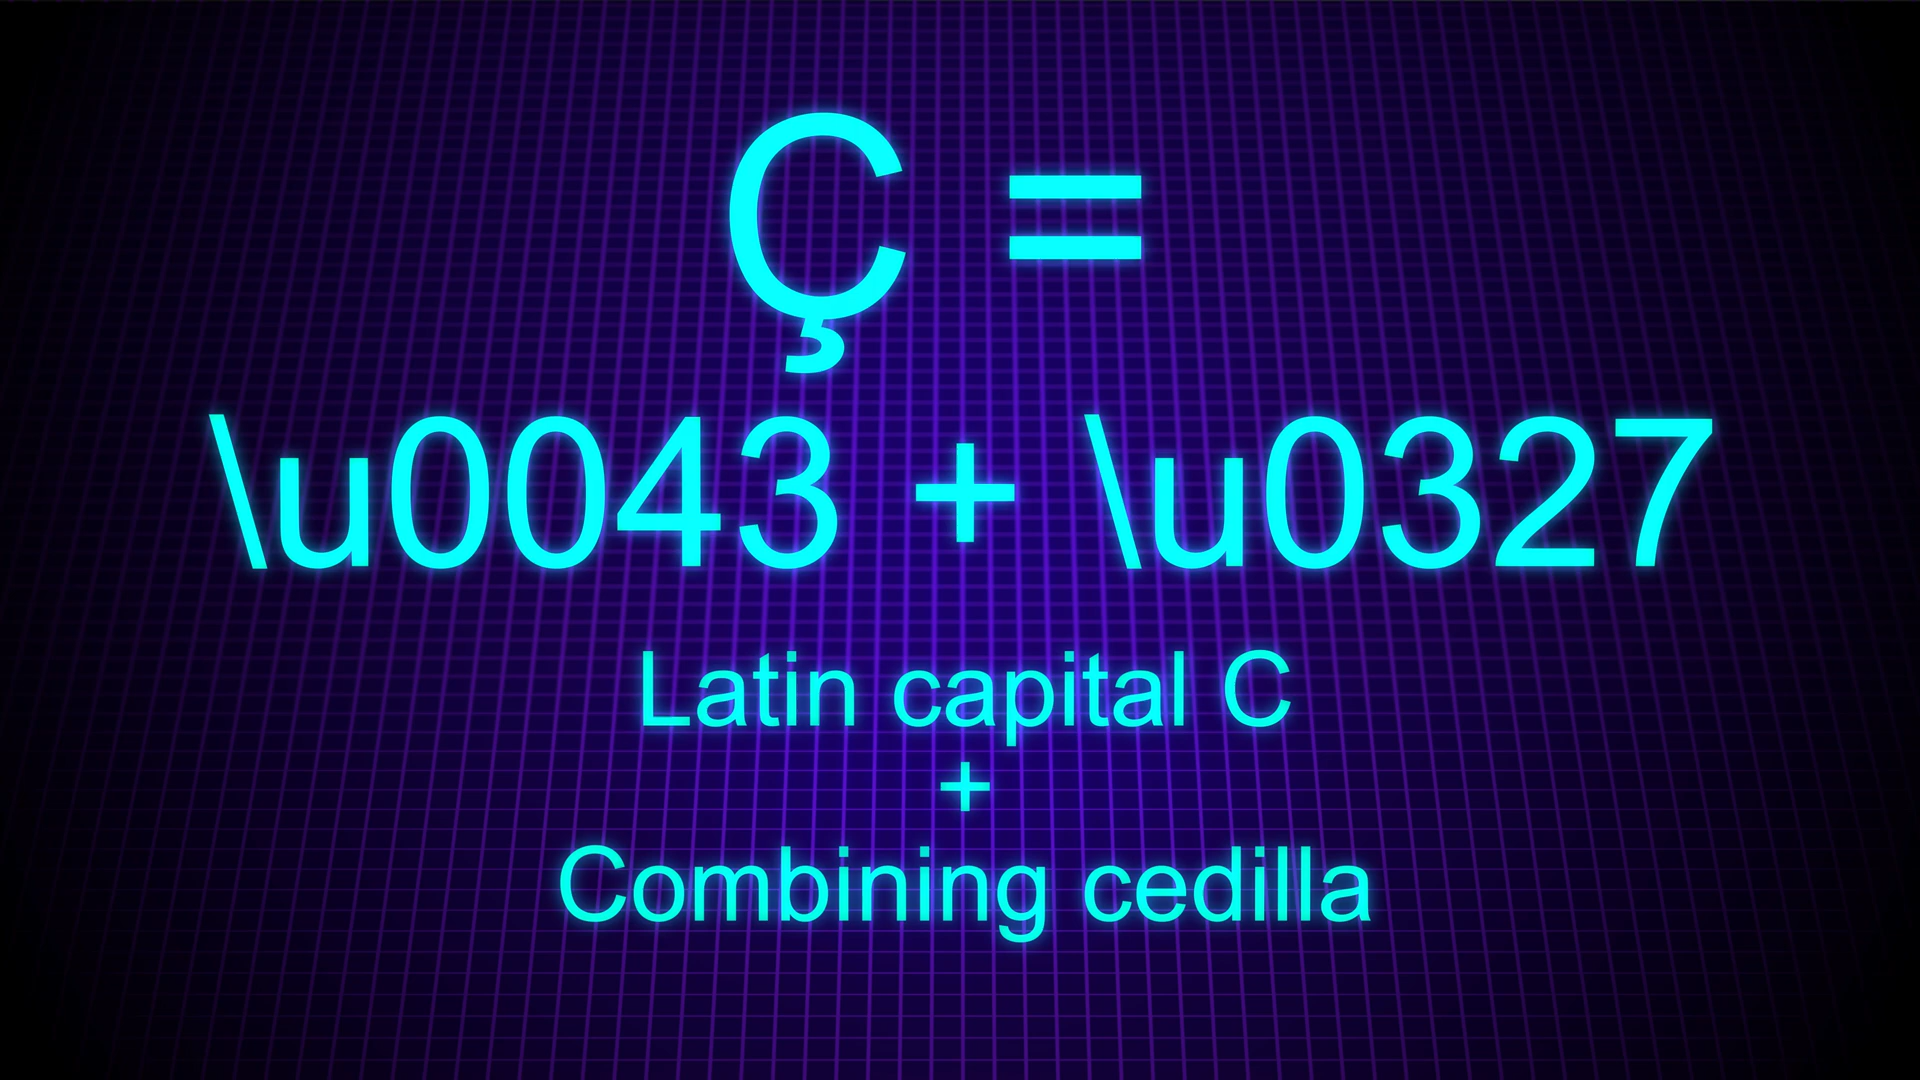 Ç =
\u0043 + \u0327
Latin capital C
+
Combining cedilla